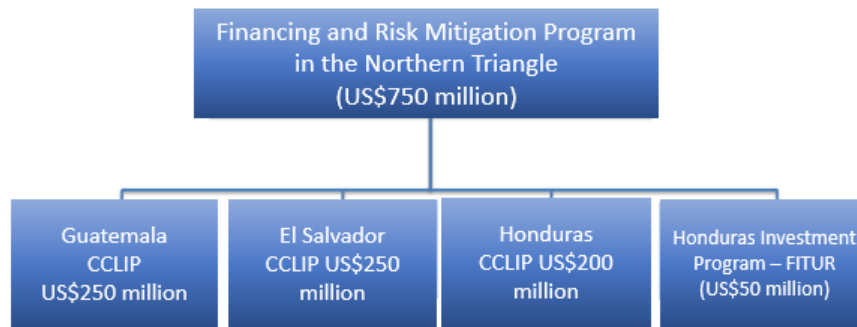 Financing and Risk Mitigation Program
in the Northern Triangle
(US$750 million)
Guatemala
CCLIP
US$250 million
El Salvador
CCLIP US$250
million
Honduras
CCLIP US$200
million
Honduras Investment
Program – FITUR
(US$50 million)